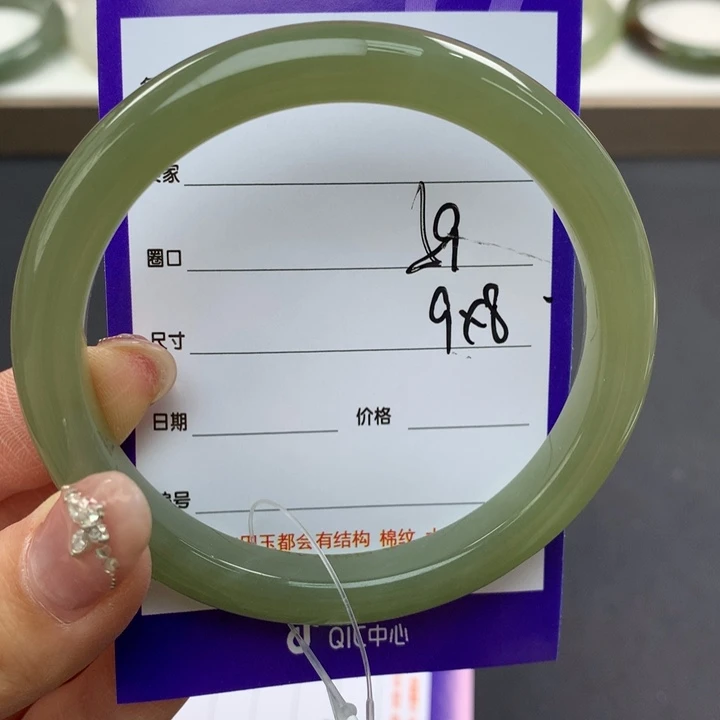 家
圈口 59
尺寸 9x8
日期 价格
号
玉都会有结构 棉纹
QIC中心